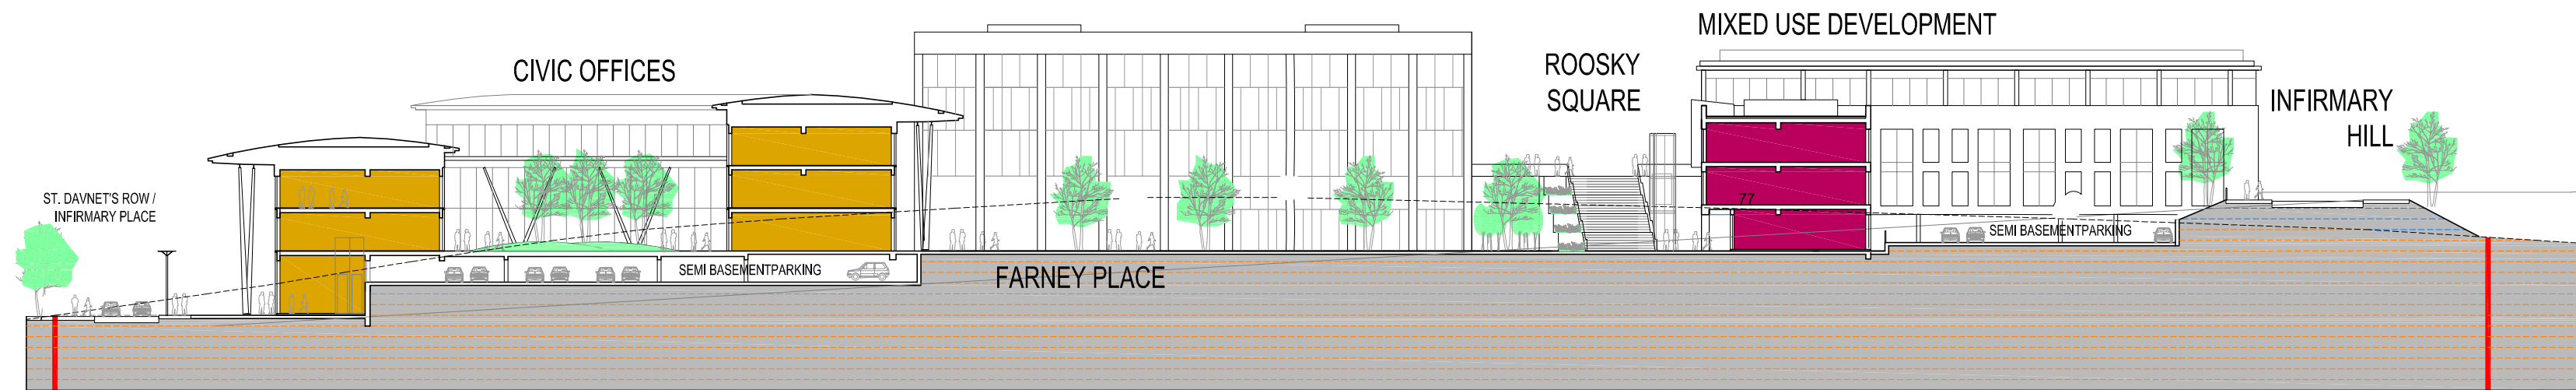 MIXED USE DEVELOPMENT
CIVIC OFFICES
ROOSKY
SQUARE
INFIRMARY
HILL
ST. DAVNET'S ROW /
INFIRMARY PLACE
77
SEMI BASEMENTPARKING
SEMI BASEMENTPARKING
FARNEY PLACE